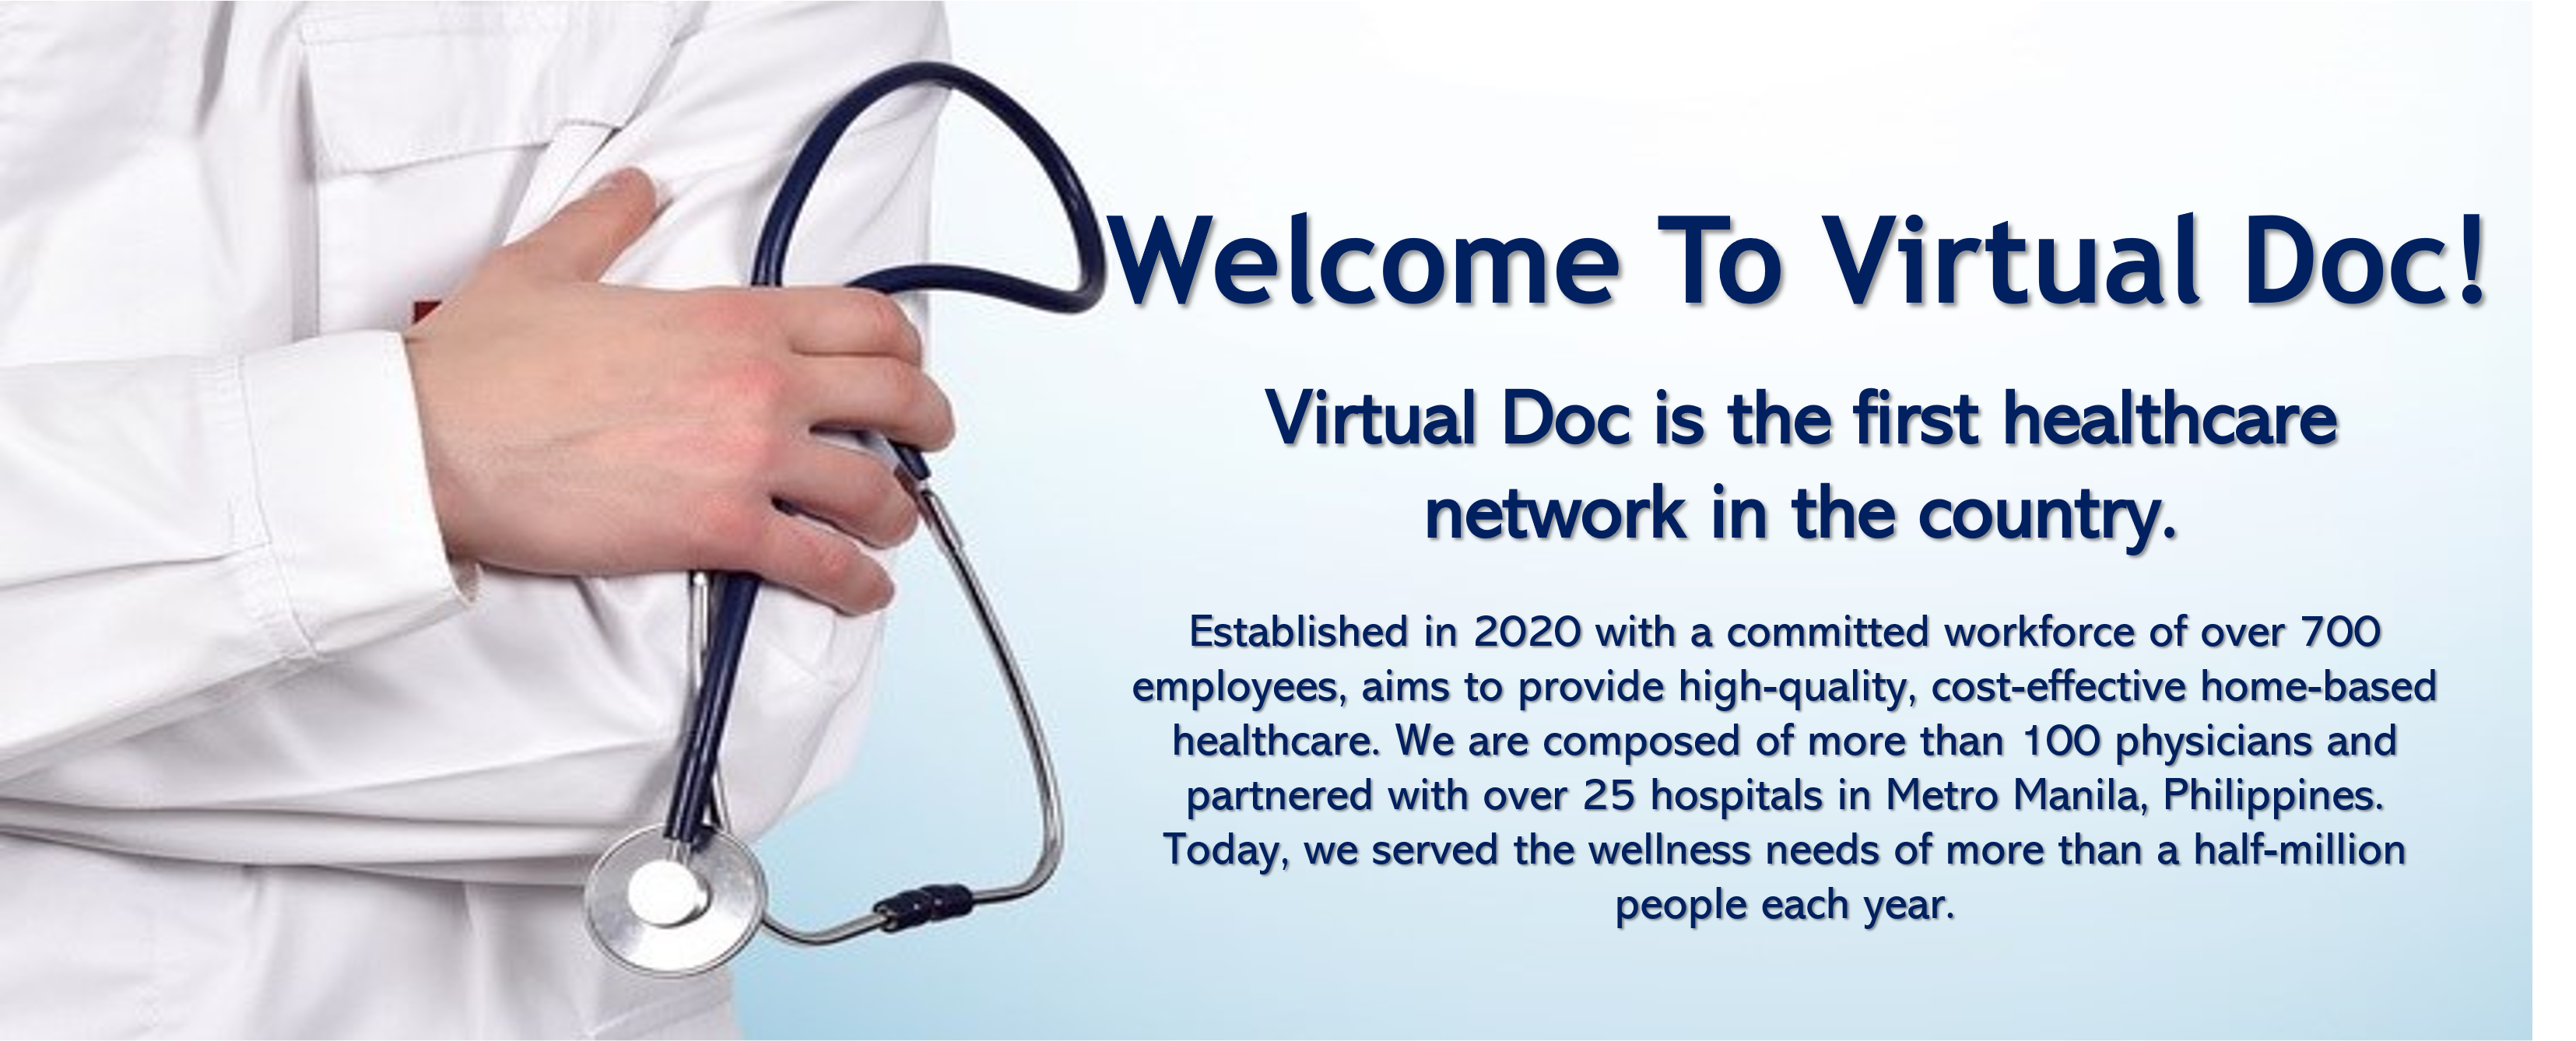 Welcome To Virtual Doc!
Virtual Doc is the first healthcare
network in the country.
Established in 2020 with a committed workforce of over 700
employees, aims to provide high-quality, cost-effective home-based
healthcare. We are composed of more than 100 physicians and
partnered with over 25 hospitals in Metro Manila, Philippines.
Today, we served the wellness needs of more than a half-million
people each year.